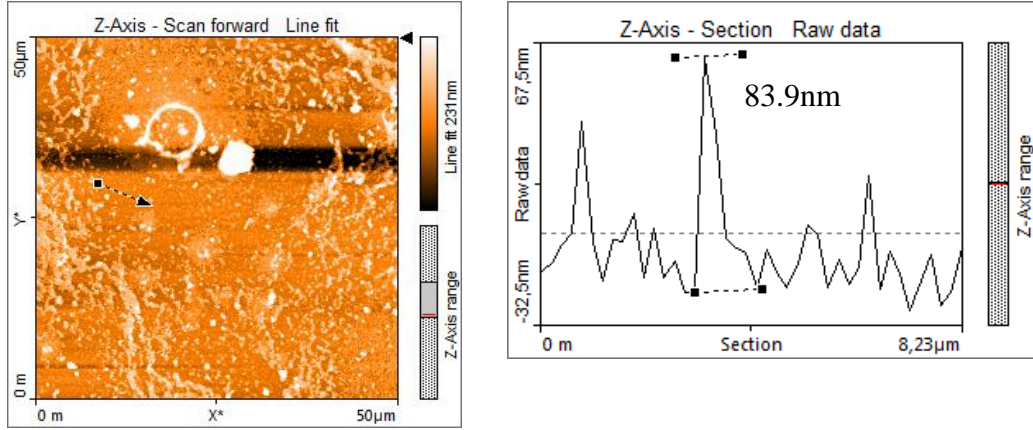 Z-Axis - Scan forward Line fit
50µm
Y*
0 m
0 m X* 50µm
Line fit 231nm
Z-Axis range
Z-Axis - Section Raw data
67,5nm
Raw data
-32,5nm
83.9nm
0 m Section 8,23µm
Z-Axis range